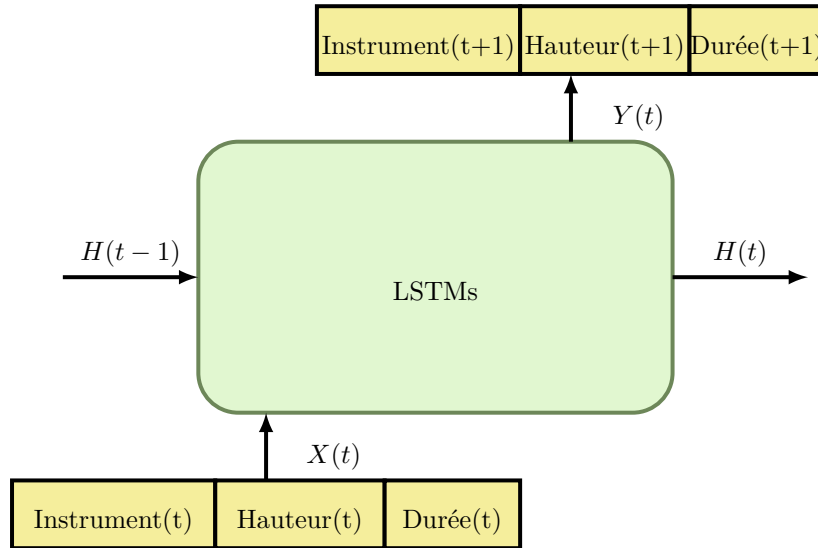 Instrument(t+1) Hauteur(t+1) Durée(t+1)
Y(t)
H(t − 1)
H(t)
LSTMs
X(t)
Instrument(t) Hauteur(t) Durée(t)